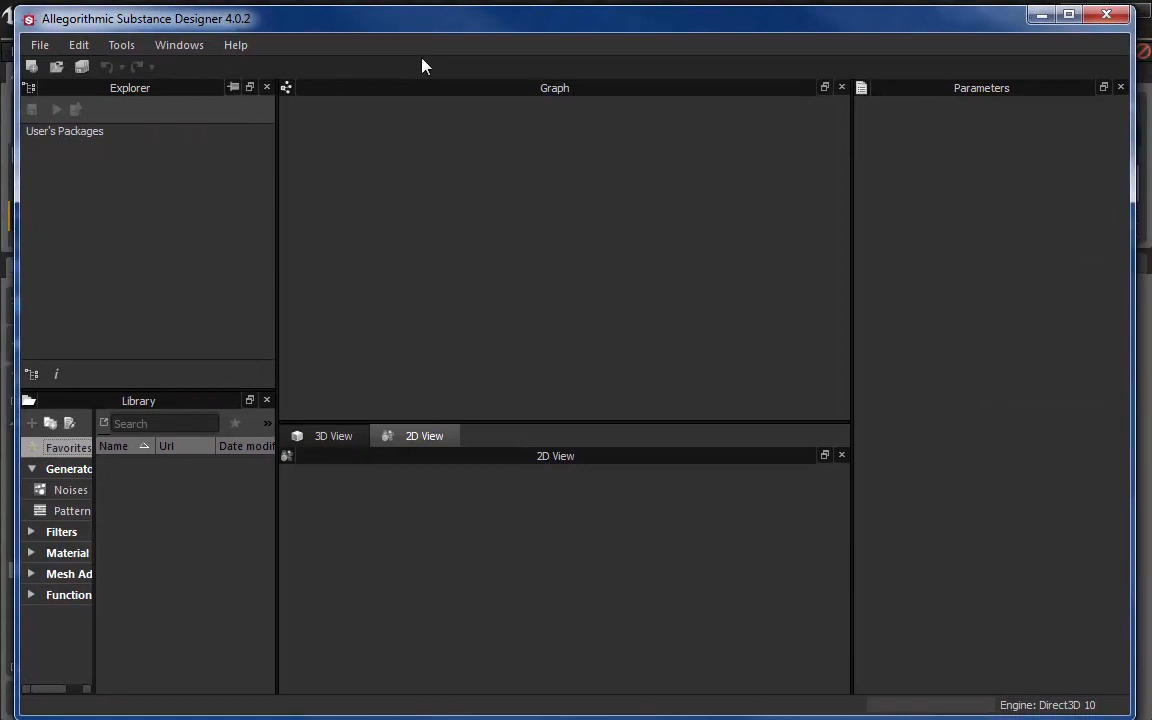 Allegorithmic Substance Designer 4.0.2
File Edit Tools Windows Help
Explorer
Graph
Parameters
User's Packages
i
Library
Search
»
Favorites
Name Url Date modif
Generato
Noises
Pattern
Filters
Material
Mesh Ad
Function
3D View 2D View
2D View
Engine: Direct3D 10